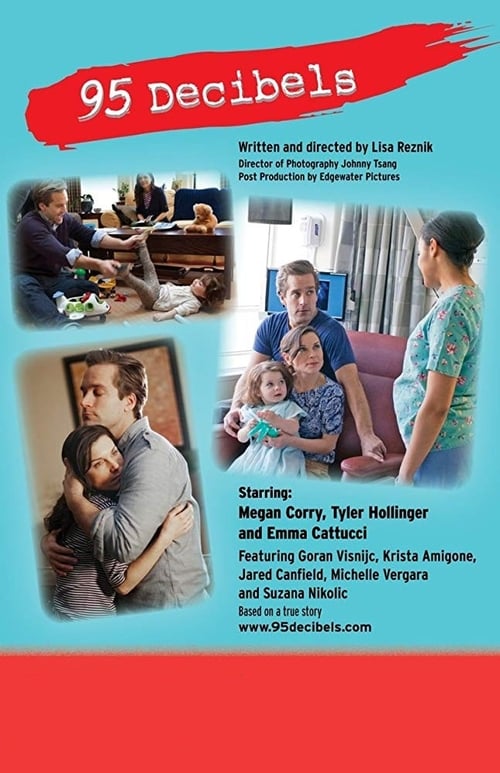 95 Decibels
Written and directed by Lisa Reznik
Director of Photography Johnny Tsang
Post Production by Edgewater Pictures
Starring:
Megan Corry, Tyler Hollinger
and Emma Cattucci
Featuring Goran Visnijc, Krista Amigone,
Jared Canfield, Michelle Vergara
and Suzana Nikolic
Based on a true story
www.95decibels.com